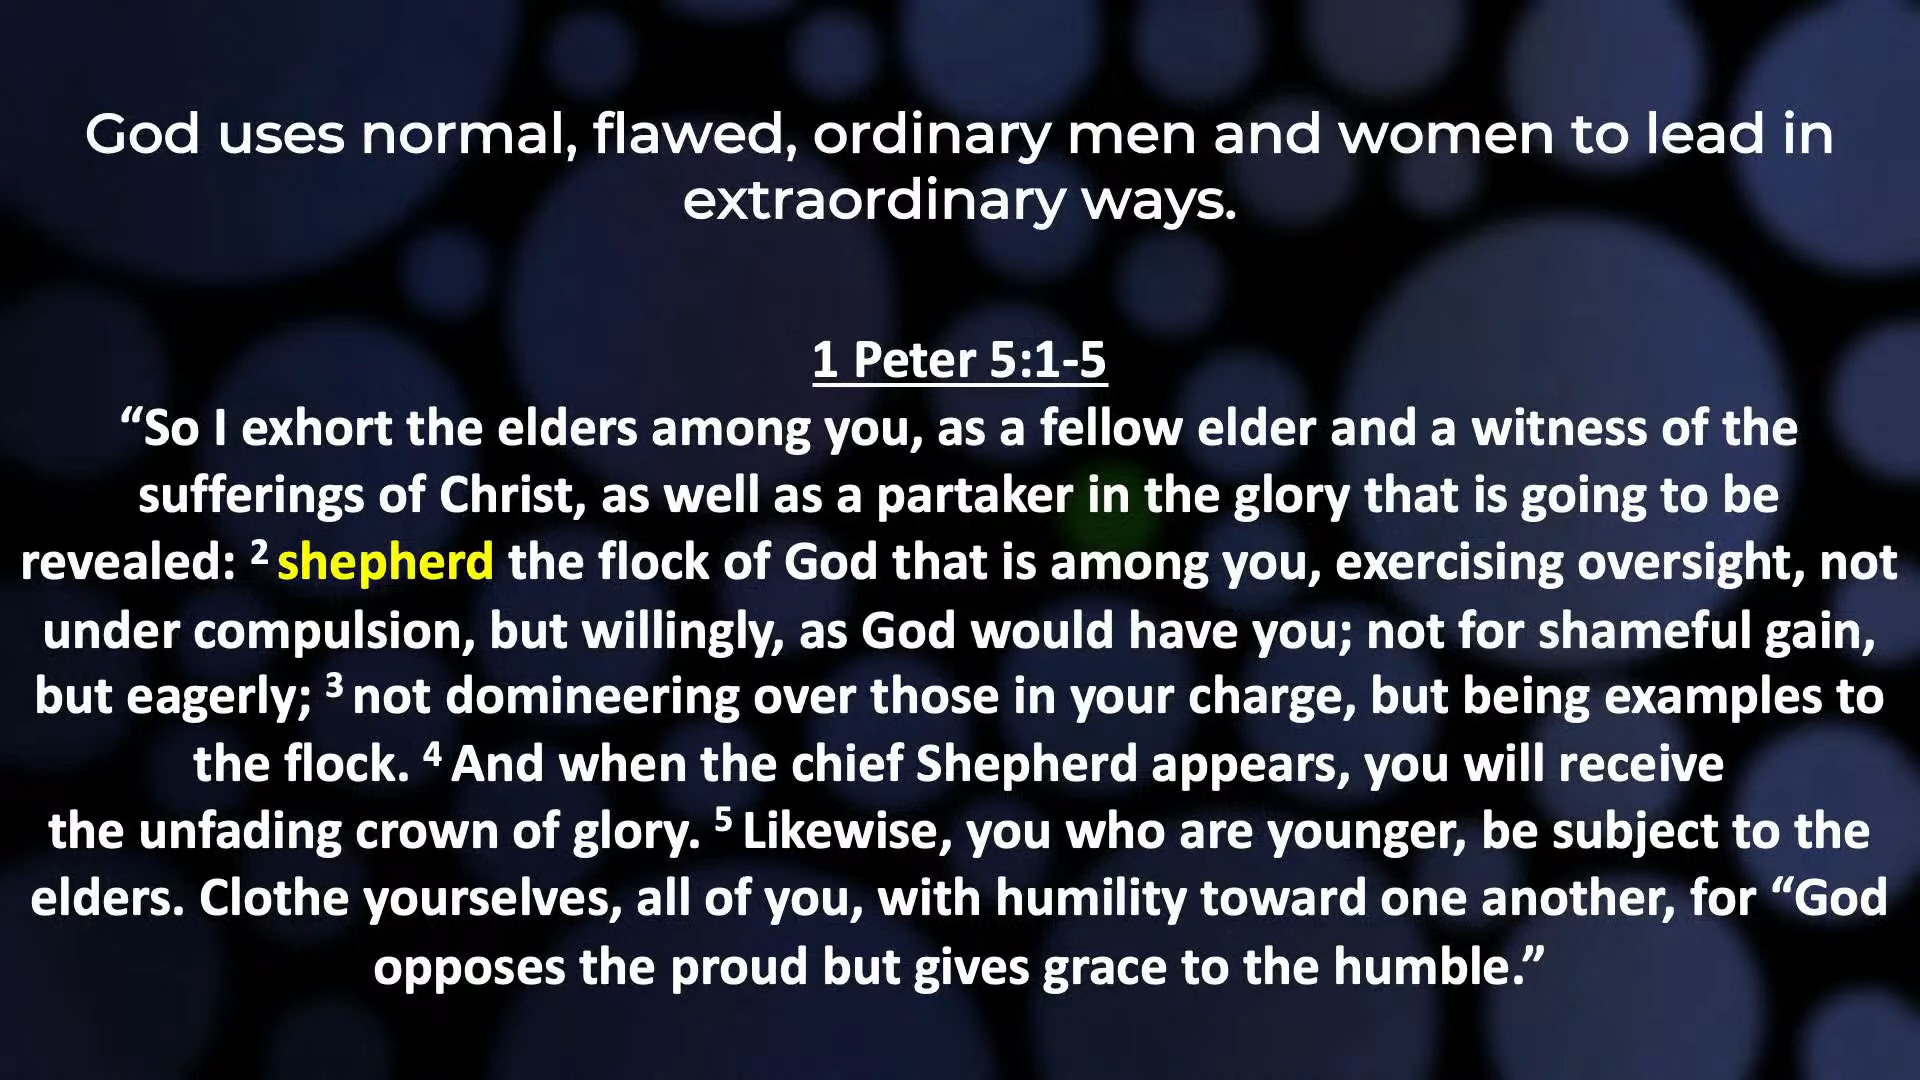 God uses normal, flawed, ordinary men and women to lead in
extraordinary ways.
1 Peter 5:1-5
“So I exhort the elders among you, as a fellow elder and a witness of the
sufferings of Christ, as well as a partaker in the glory that is going to be
revealed: ² shepherd the flock of God that is among you, exercising oversight, not
under compulsion, but willingly, as God would have you; not for shameful gain,
but eagerly; ³ not domineering over those in your charge, but being examples to
the flock. ⁴ And when the chief Shepherd appears, you will receive
the unfading crown of glory. ⁵ Likewise, you who are younger, be subject to the
elders. Clothe yourselves, all of you, with humility toward one another, for “God
opposes the proud but gives grace to the humble.”